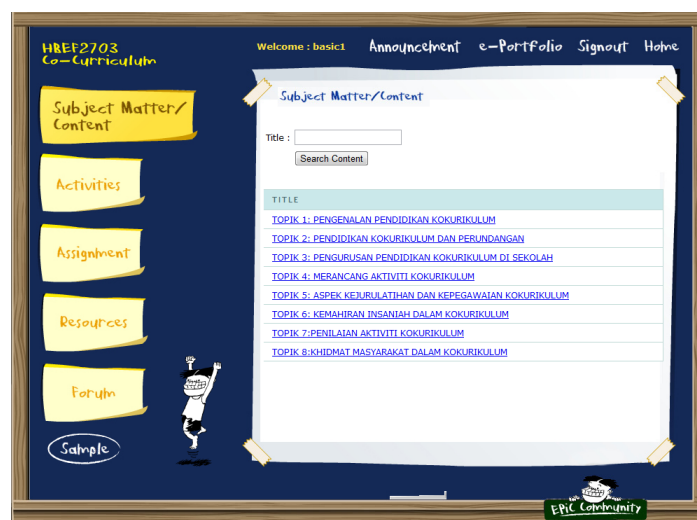 HBEF2703
Co-Curriculum
Welcome : basic1
Announcement
e-Portfolio
Signout
Home
Subject Matter/
Content
Activities
Assignment
Resources
Forum
Sample
Subject Matter/Content
Title :
Search Content
TITLE
TOPIK 1: PENGENALAN PENDIDIKAN KOKURIKULUM
TOPIK 2: PENDIDIKAN KOKURIKULUM DAN PERUNDANGAN
TOPIK 3: PENGURUSAN PENDIDIKAN KOKURIKULUM DI SEKOLAH
TOPIK 4: MERANCANG AKTIVITI KOKURIKULUM
TOPIK 5: ASPEK KEJURULATIHAN DAN KEPEGAWAIAN KOKURIKULUM
TOPIK 6: KEMAHIRAN INSANIAH DALAM KOKURIKULUM
TOPIK 7:PENILAIAN AKTIVITI KOKURIKULUM
TOPIK 8:KHIDMAT MASYARAKAT DALAM KOKURIKULUM
EPiC Community